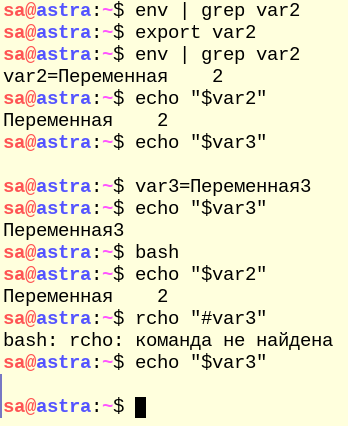 sa@astra:~$ env | grep var2
sa@astra:~$ export var2
sa@astra:~$ env | grep var2
var2=Переменная    2
sa@astra:~$ echo "$var2"
Переменная    2
sa@astra:~$ echo "$var3"

sa@astra:~$ var3=Переменная3
sa@astra:~$ echo "$var3"
Переменная3
sa@astra:~$ bash
sa@astra:~$ echo "$var2"
Переменная    2
sa@astra:~$ rcho "#var3"
bash: rcho: команда не найдена
sa@astra:~$ echo "$var3"

sa@astra:~$